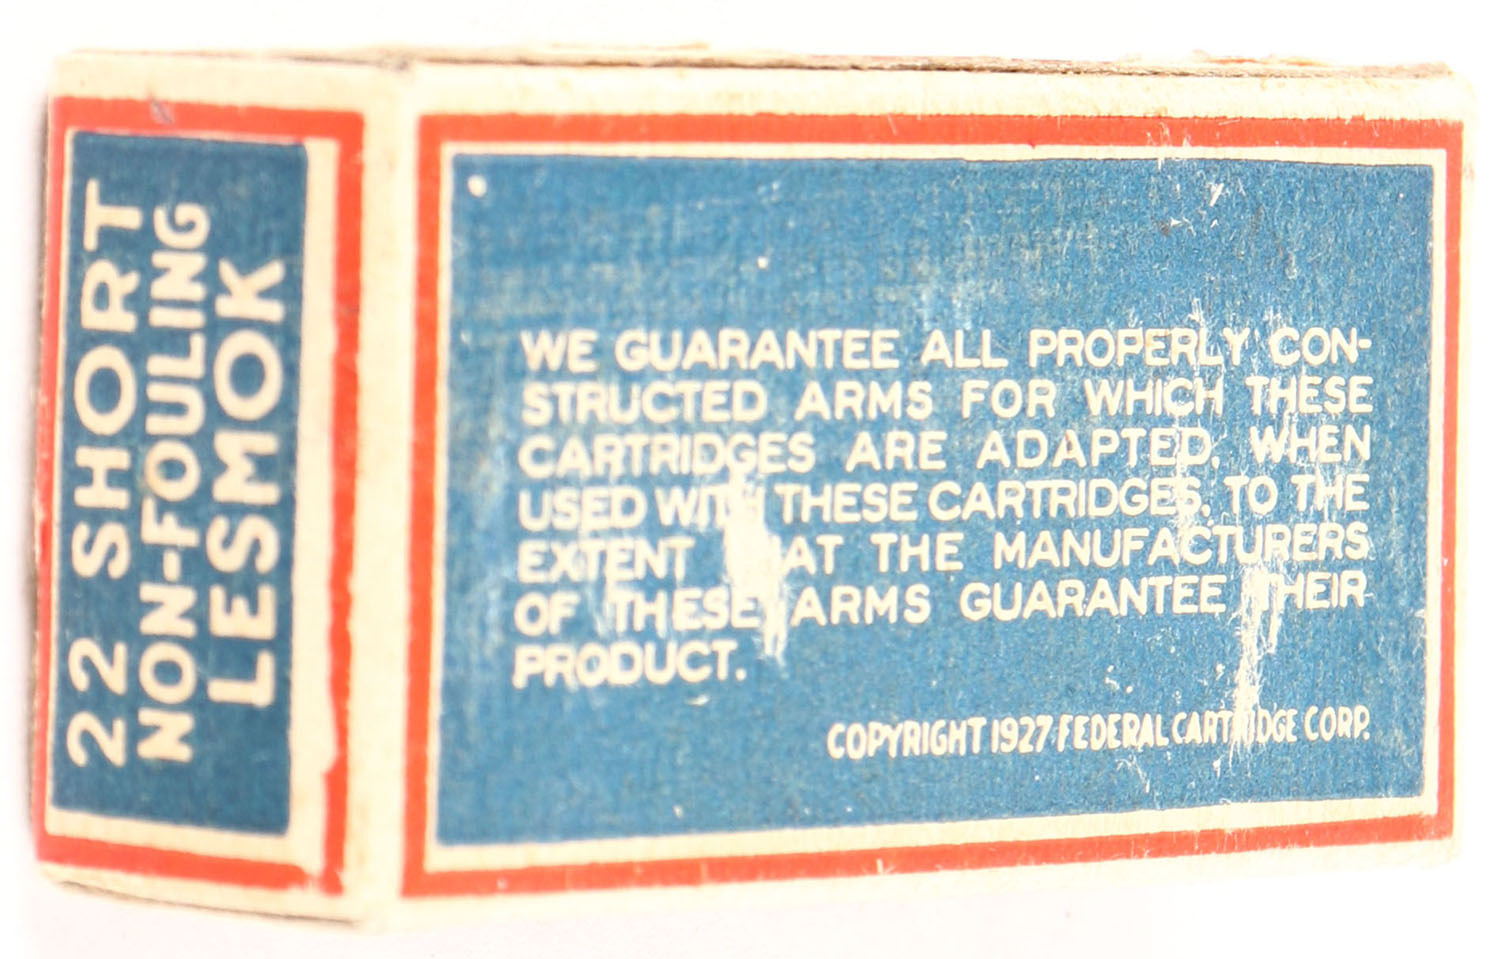 22 SHORT
NON-FOULING
LESMOK
WE GUARANTEE ALL PROPERLY CON-
STRUCTED ARMS FOR WHICH THESE
CARTRIDGES ARE ADAPTED, WHEN
USED WITH THESE CARTRIDGES, TO THE
EXTENT THAT THE MANUFACTURERS
OF THESE ARMS GUARANTEE THEIR
PRODUCT.
COPYRIGHT 1927 FEDERAL CARTRIDGE CORP.